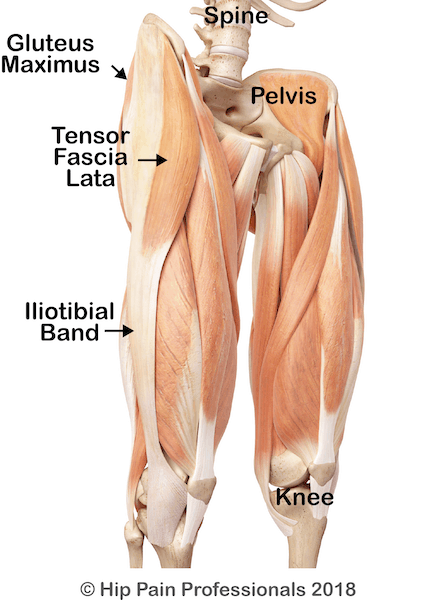 Spine
Gluteus
Maximus
Pelvis
Tensor
Fascia
Lata
Iliotibial
Band
Knee
© Hip Pain Professionals 2018